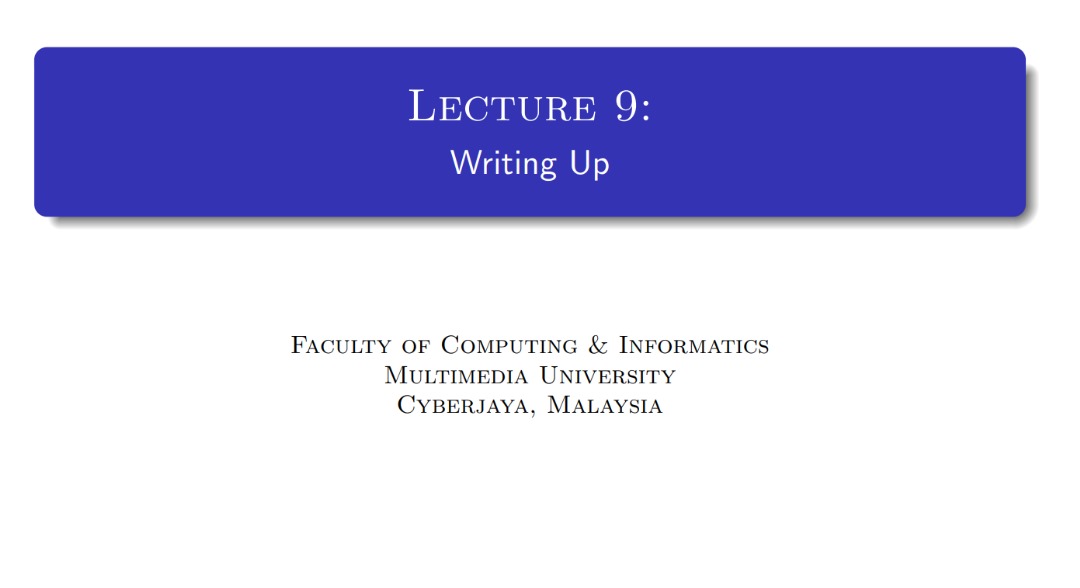 Lecture 9:
Writing Up
Faculty of Computing & Informatics
Multimedia University
Cyberjaya, Malaysia